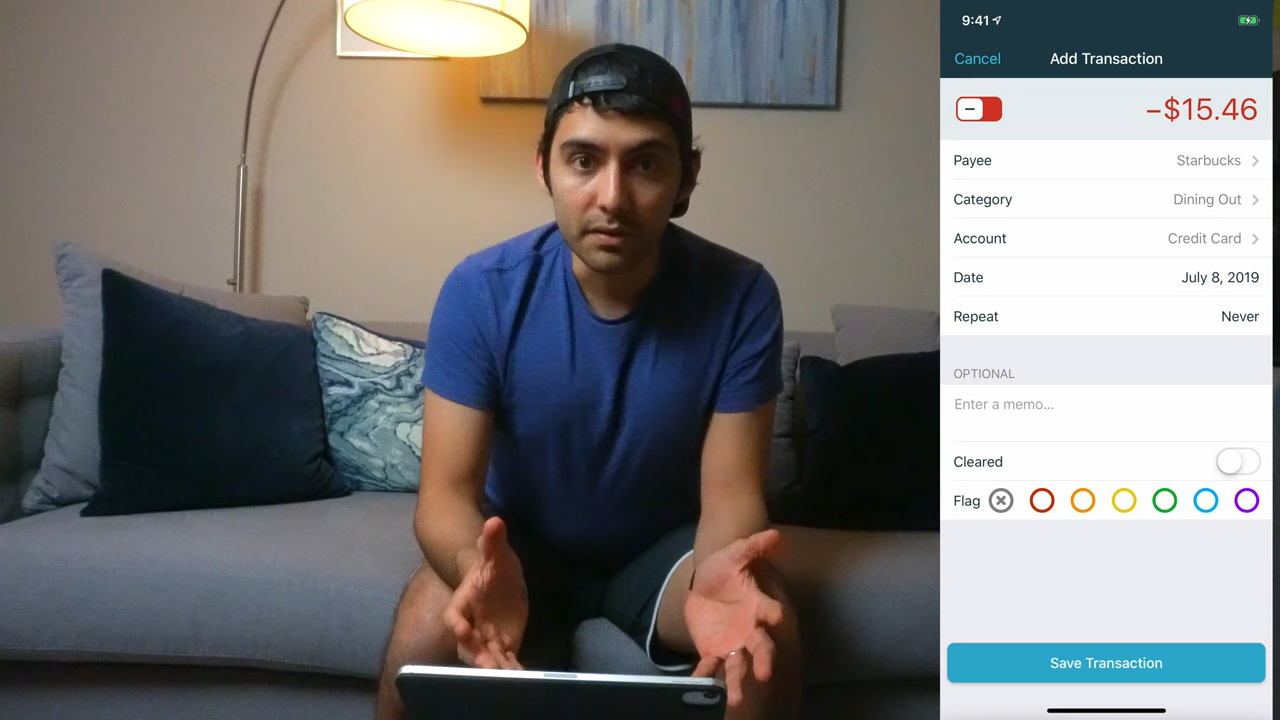 9:41
Cancel
Add Transaction
−$15.46
Payee
Starbucks
Category
Dining Out
Account
Credit Card
Date
July 8, 2019
Repeat
Never
OPTIONAL
Enter a memo...
Cleared
Flag
Save Transaction